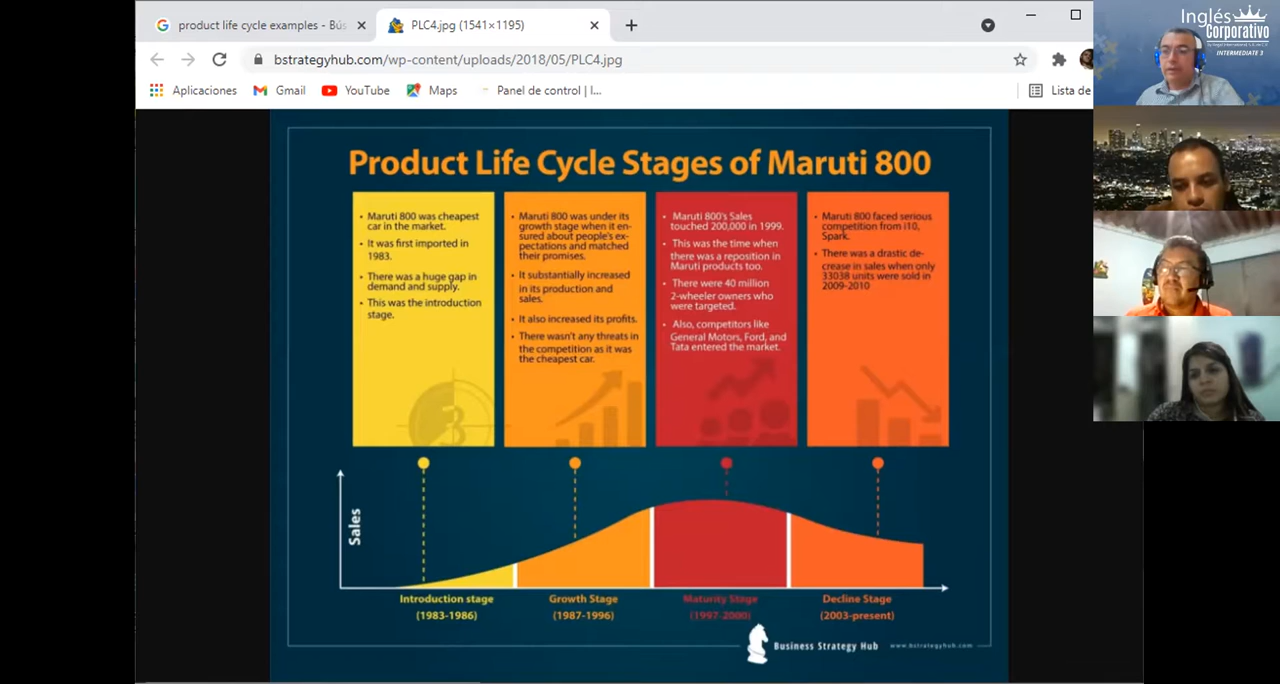 product life cycle examples - Bús
PLC4.jpg (1541×1195)
bstrategyhub.com/wp-content/uploads/2018/05/PLC4.jpg
Aplicaciones
Gmail
YouTube
Maps
Panel de control | I...
Lista de
Inglés
Corporativo
INTERMEDIATE 3
Product Life Cycle Stages of Maruti 800
• Maruti 800 was cheapest
car in the market.
• It was first imported in
1983.
• There was a huge gap in
demand and supply.
• This was the introduction
stage.
• Maruti 800 was under its
growth stage when it en-
sured about people's ex-
pectations and matched
their promises.
• It substantially increased
in its production and
sales.
• It also increased its profits.
• There wasn't any threats in
the competition as it was
the cheapest car.
• Maruti 800's Sales
touched 200,000 in 1999.
• This was the time when
there was a reposition in
Maruti products too.
• There were 40 million
2-wheeler owners who
were targeted.
• Also, competitors like
General Motors, Ford, and
Tata entered the market.
• Maruti 800 faced serious
competition from i10,
Spark.
• There was a drastic de-
crease in sales when only
33038 units were sold in
2009-2010
3
Sales
Introduction stage
(1983-1986)
Growth Stage
(1987-1996)
Maturity Stage
(1997-2000)
Decline Stage
(2003-present)
Business Strategy Hub
www.bstrategyhub.com